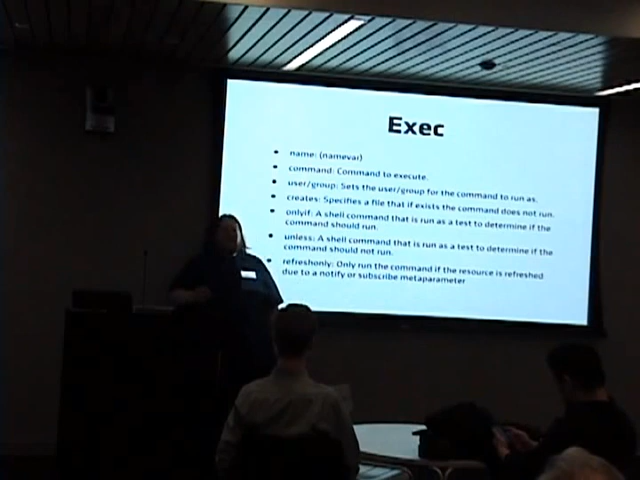 Exec
• name: (namevar)
• command: Command to execute.
• user/group: Sets the user/group for the command to run as.
• creates: Specifies a file that if exists the command does not run.
• onlyif: A shell command that is run as a test to determine if the
command should run.
• unless: A shell command that is run as a test to determine if the
command should not run.
• refreshonly: Only run the command if the resource is refreshed
due to a notify or subscribe metaparameter